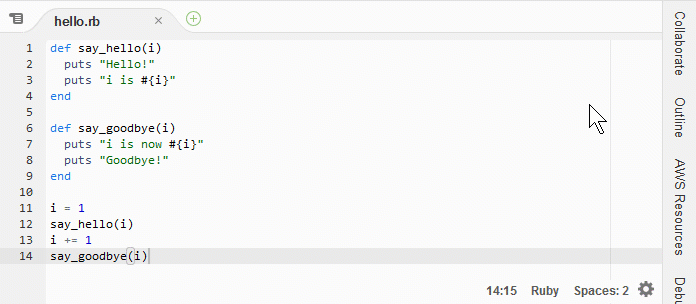 hello.rb
1 def say_hello(i)
2   puts "Hello!"
3   puts "i is #{i}"
4 end
5
6 def say_goodbye(i)
7   puts "i is now #{i}"
8   puts "Goodbye!"
9 end
10
11 i = 1
12 say_hello(i)
13 i += 1
14 say_goodbye(i)
14:15 Ruby Spaces: 2
Collaborate
Outline
AWS Resources